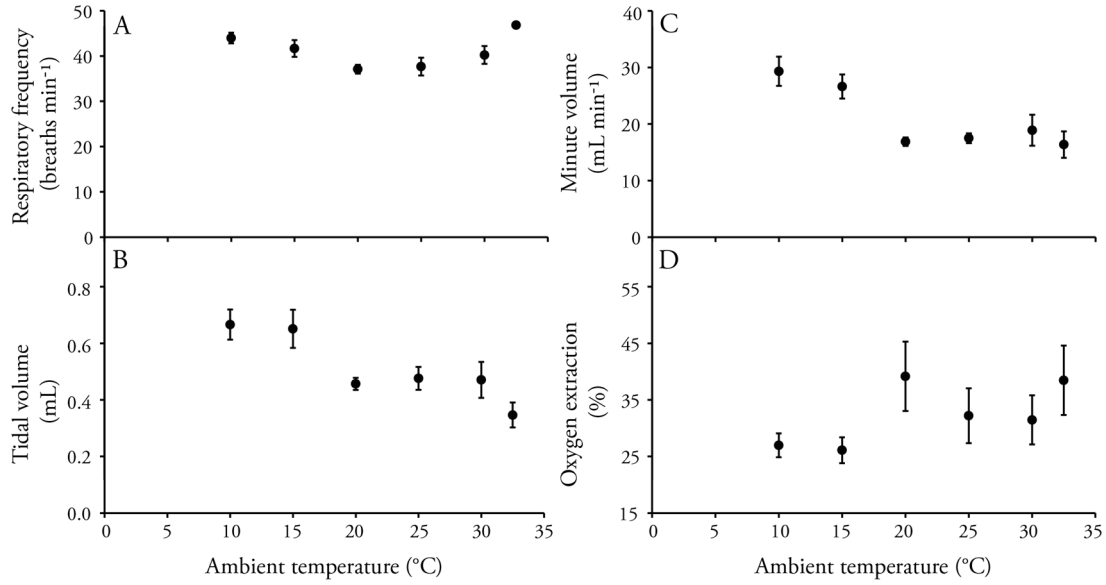 A
Respiratory frequency
(breaths min⁻¹)
50
40
30
20
10
0
B
Tidal volume
(mL)
0.8
0.6
0.4
0.2
0.0
0 5 10 15 20 25 30 35
Ambient temperature (°C)
C
Minute volume
(mL min⁻¹)
40
30
20
10
0
D
Oxygen extraction
(%)
55
45
35
25
15
0 5 10 15 20 25 30 35
Ambient temperature (°C)